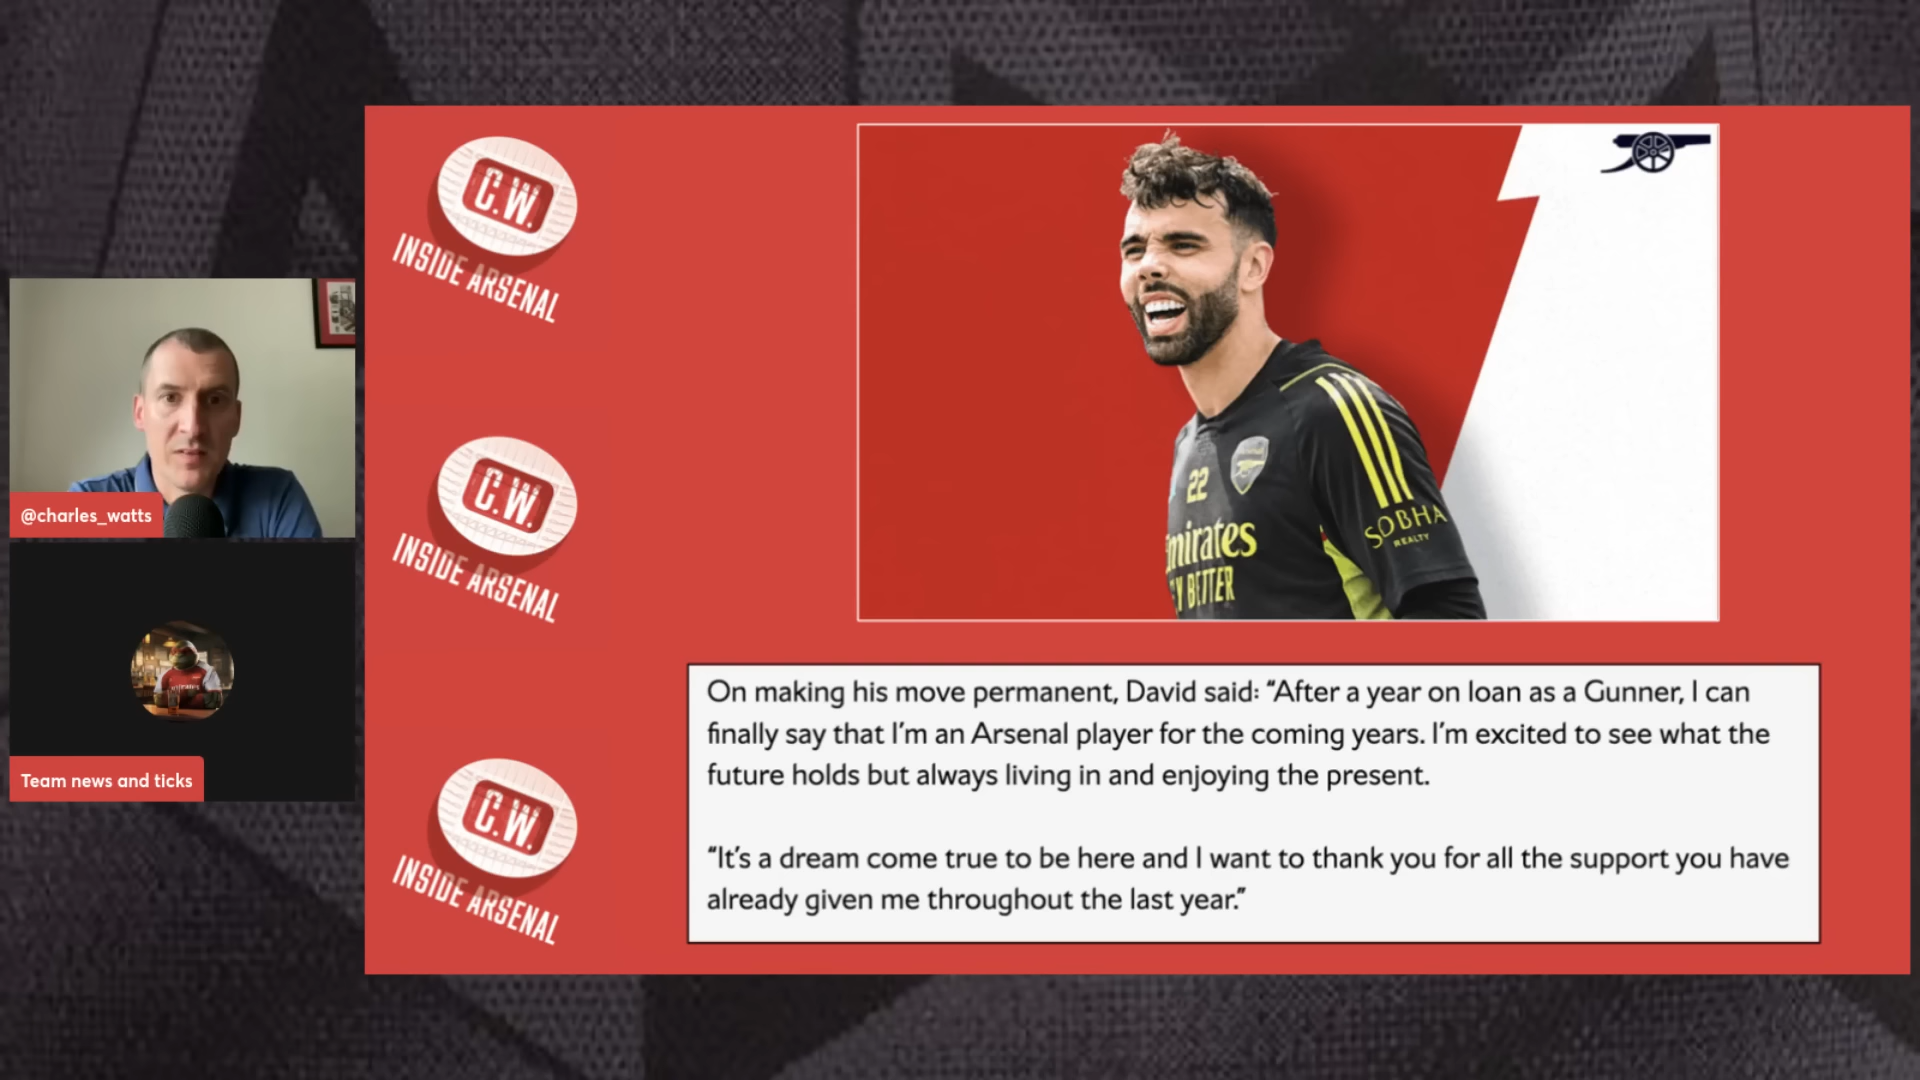 C.W.
INSIDE ARSENAL
C.W.
INSIDE ARSENAL
C.W.
INSIDE ARSENAL
@charles_watts
Team news and ticks
Arsenal
22
Emirates
FLY BETTER
SOBHA
REALTY
On making his move permanent, David said: “After a year on loan as a Gunner, I can
finally say that I’m an Arsenal player for the coming years. I’m excited to see what the
future holds but always living in and enjoying the present.
“It’s a dream come true to be here and I want to thank you for all the support you have
already given me throughout the last year.”